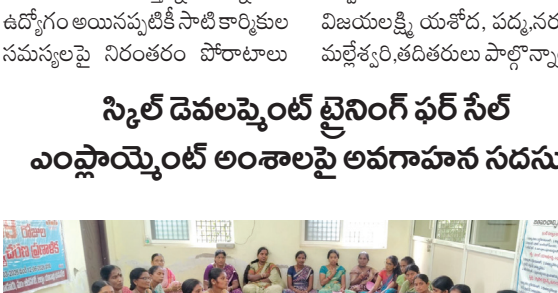 ఉద్యోగం అయినప్పటికీ సాటి కార్మికుల
సమస్యలపై నిరంతరం పోరాటాలు
విజయలక్ష్మి యశోద, పద్మ,నర
మల్లేశ్వరి,తదితరులు పాల్గొన్నా
స్కిల్ డెవలప్మెంట్ ట్రైనింగ్ ఫర్ సేల్
ఎంప్లాయ్మెంట్ అంశాలపై అవగాహన సదసు
రోజుల